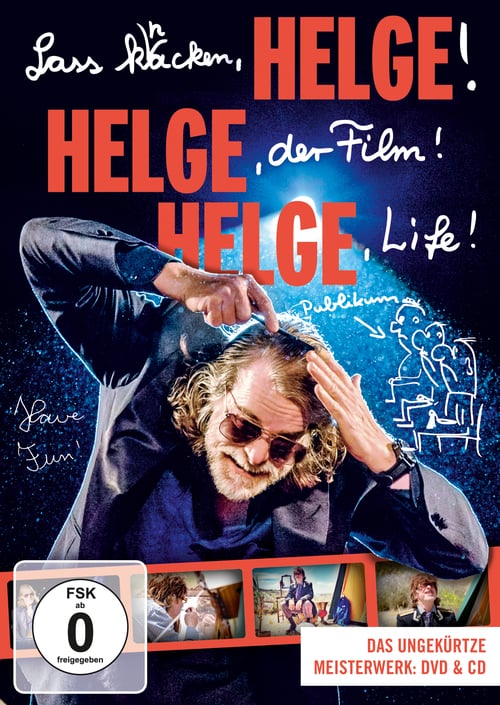 Lass knacken, HELGE!
HELGE, der Film!
HELGE, Life!
Publikum
Have
Fun!
FSK
ab
0
freigegeben
DAS UNGEKÜRTZE
MEISTERWERK: DVD & CD